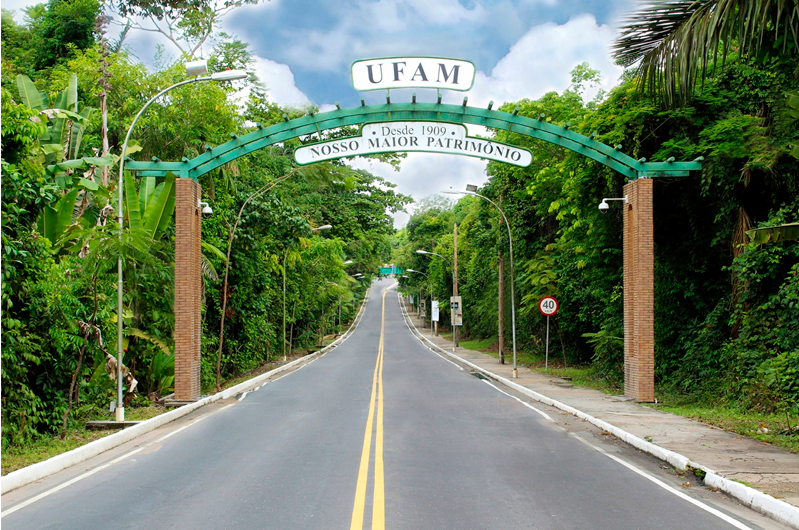 UFAM
Desde 1909
NOSSO MAIOR PATRIMÔNIO
40